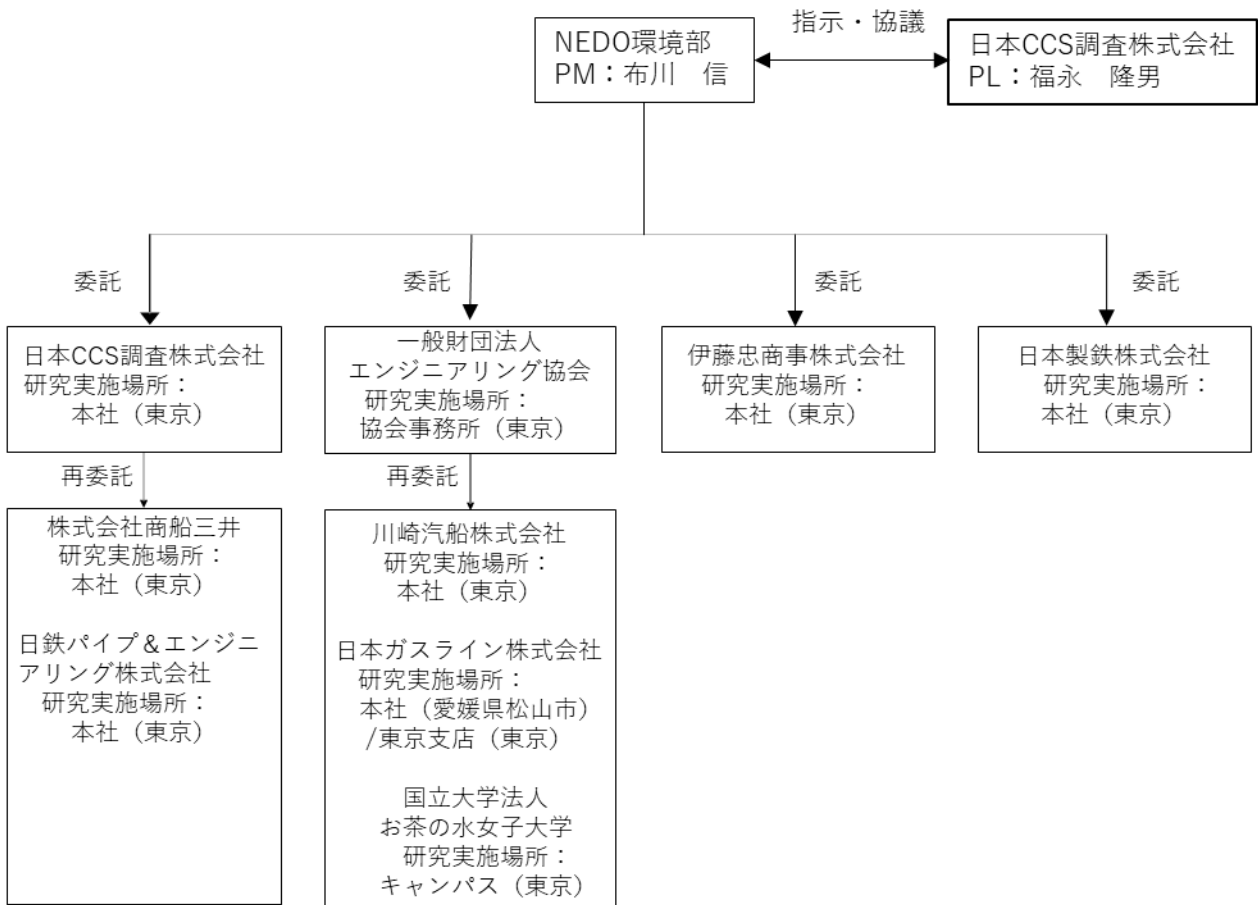 NEDO環境部
PM：布川　信
指示・協議
日本CCS調査株式会社
PL：福永　隆男
委託
委託
委託
委託
日本CCS調査株式会社
研究実施場所：
本社（東京）
一般財団法人
エンジニアリング協会
研究実施場所：
協会事務所（東京）
伊藤忠商事株式会社
研究実施場所：
本社（東京）
日本製鉄株式会社
研究実施場所：
本社（東京）
再委託
再委託
株式会社商船三井
研究実施場所：
本社（東京）
日鉄パイプ＆エンジニ
アリング株式会社
研究実施場所：
本社（東京）
川崎汽船株式会社
研究実施場所：
本社（東京）
日本ガスライン株式会社
研究実施場所：
本社（愛媛県松山市）
/東京支店（東京）
国立大学法人
お茶の水女子大学
研究実施場所：
キャンパス（東京）